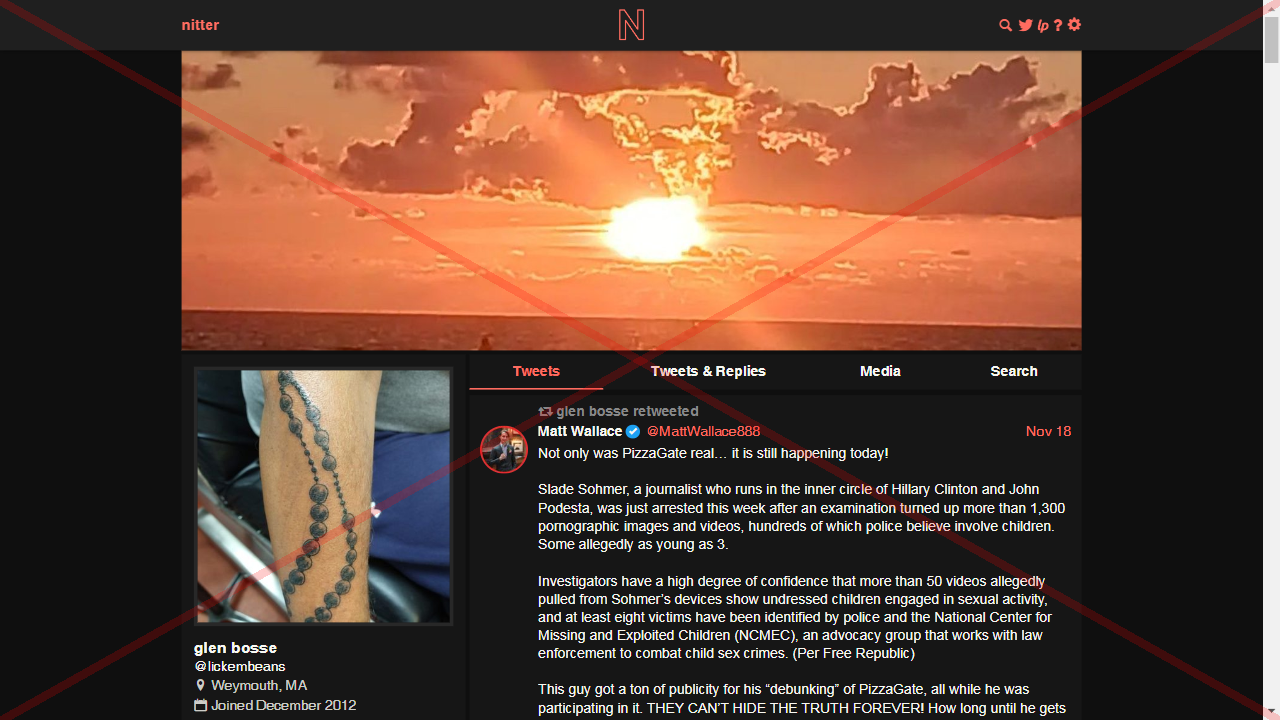 nitter
N
lp ?
Tweets
Tweets & Replies
Media
Search
glen bosse retweeted
Matt Wallace @MattWallace888 Nov 18
Not only was PizzaGate real… it is still happening today!
Slade Sohmer, a journalist who runs in the inner circle of Hillary Clinton and John
Podesta, was just arrested this week after an examination turned up more than 1,300
pornographic images and videos, hundreds of which police believe involve children.
Some allegedly as young as 3.
Investigators have a high degree of confidence that more than 50 videos allegedly
pulled from Sohmer’s devices show undressed children engaged in sexual activity,
and at least eight victims have been identified by police and the National Center for
Missing and Exploited Children (NCMEC), an advocacy group that works with law
enforcement to combat child sex crimes. (Per Free Republic)
This guy got a ton of publicity for his “debunking” of PizzaGate, all while he was
participating in it. THEY CAN’T HIDE THE TRUTH FOREVER! How long until he gets
glen bosse
@lickembeans
Weymouth, MA
Joined December 2012